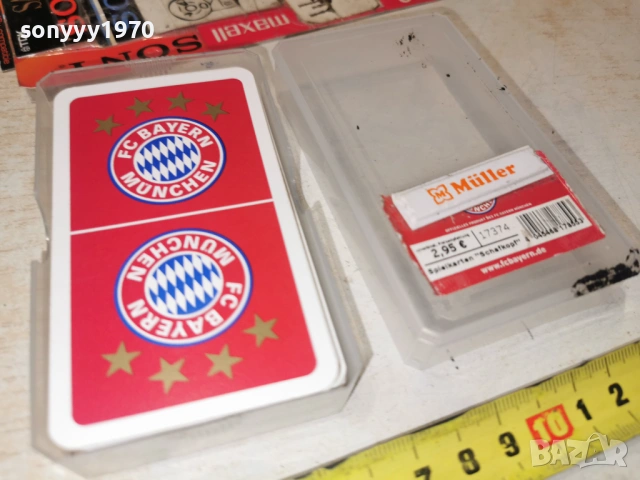 sonyyy1970
maxell
SON
FC BAYERN
MÜNCHEN
FC BAYERN
MÜNCHEN
M Müller
2,95 €
17374
Spielkarten "Schafkopf"
www.fcbayern.de
7 8 9 10 1 2
BAZAR